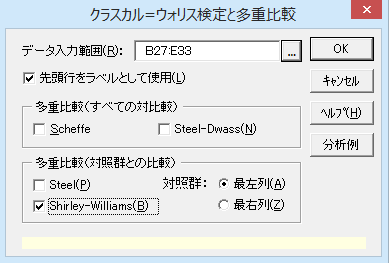 クラスカル=ウォリス検定と多重比較
データ入力範囲(R): B27:E33 ...
先頭行をラベルとして使用(L)
多重比較(すべての対比較)
Scheffe Steel-Dwass(N)
多重比較(対照群との比較)
Steel(P) 対照群: 最左列(A)
Shirley-Williams(B) 最右列(Z)
OK
キャンセル
ヘルプ(H)
分析例